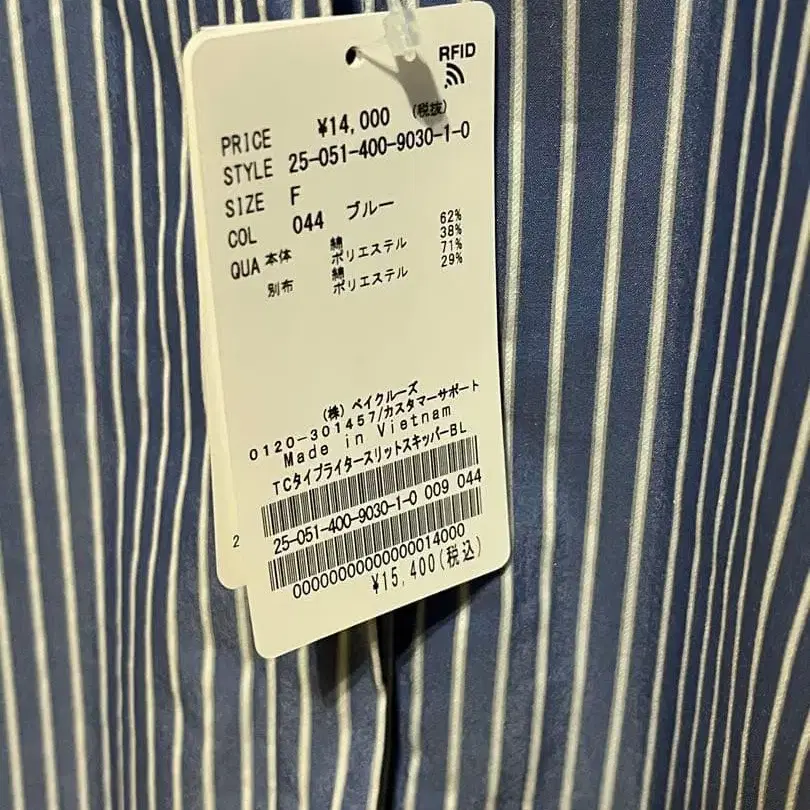 RFID
PRICE ¥14,000 (税抜)
STYLE 25-051-400-9030-1-0
SIZE F
COL 044 ブルー
QUA 本体 綿 62%
ポリエステル 38%
別布 綿 71%
ポリエステル 29%
(株) ベイクルーズ
0120-301457/カスタマーサポート
Made in Vietnam
TCタイプライタースリットスキッパーBL
25-051-400-9030-1-0 009 044
2
00000000000000014000
¥15,400(税込)